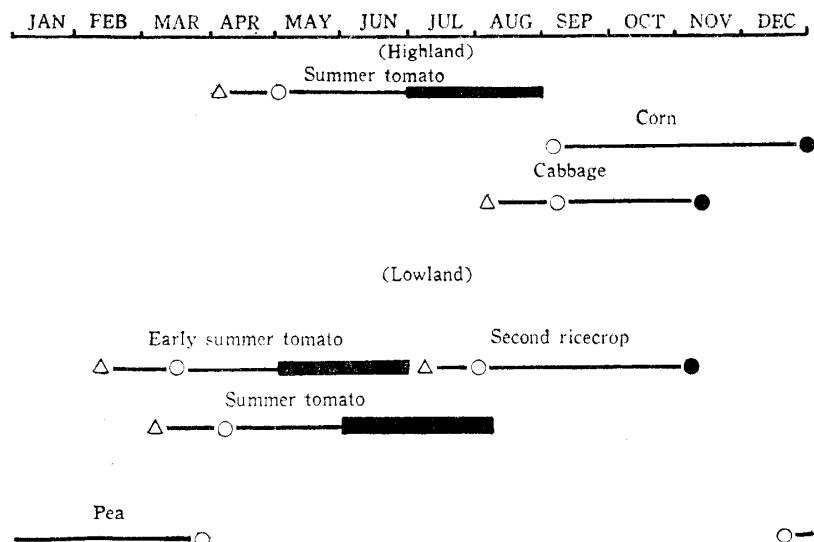 JAN FEB MAR APR MAY JUN JUL AUG SEP OCT NOV DEC
(Highland)
Summer tomato
Corn
Cabbage
(Lowland)
Early summer tomato Second ricecrop
Summer tomato
Pea